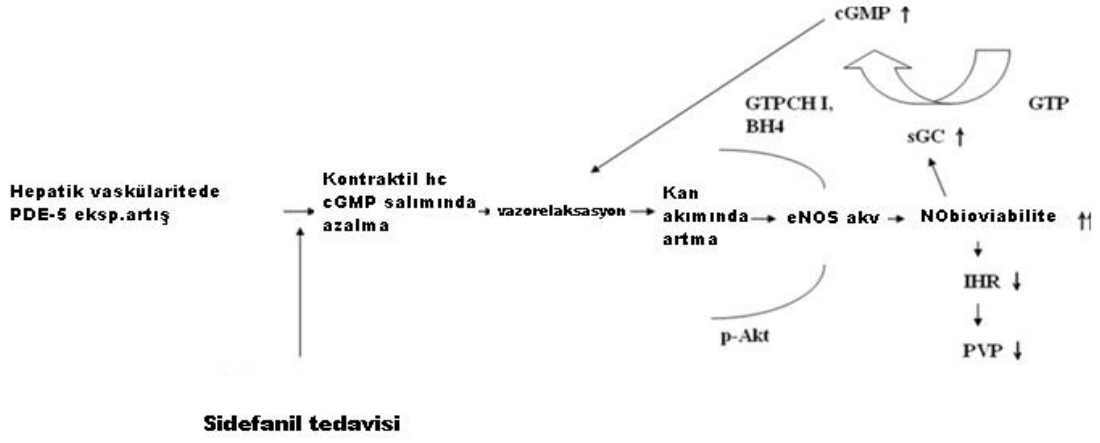 cGMP ↑
GTPCH I,
BH4
GTP
sGC ↑
Hepatik vaskülaritede
PDE-5 eksp.artış
Kontraktil hc
cGMP salımında
azalma
vazorelaksasyon
Kan
akımında
artma
eNOS akv
NObioviabilite ↑↑
IHR ↓
p-Akt
PVP ↓
Sidefanil tedavisi